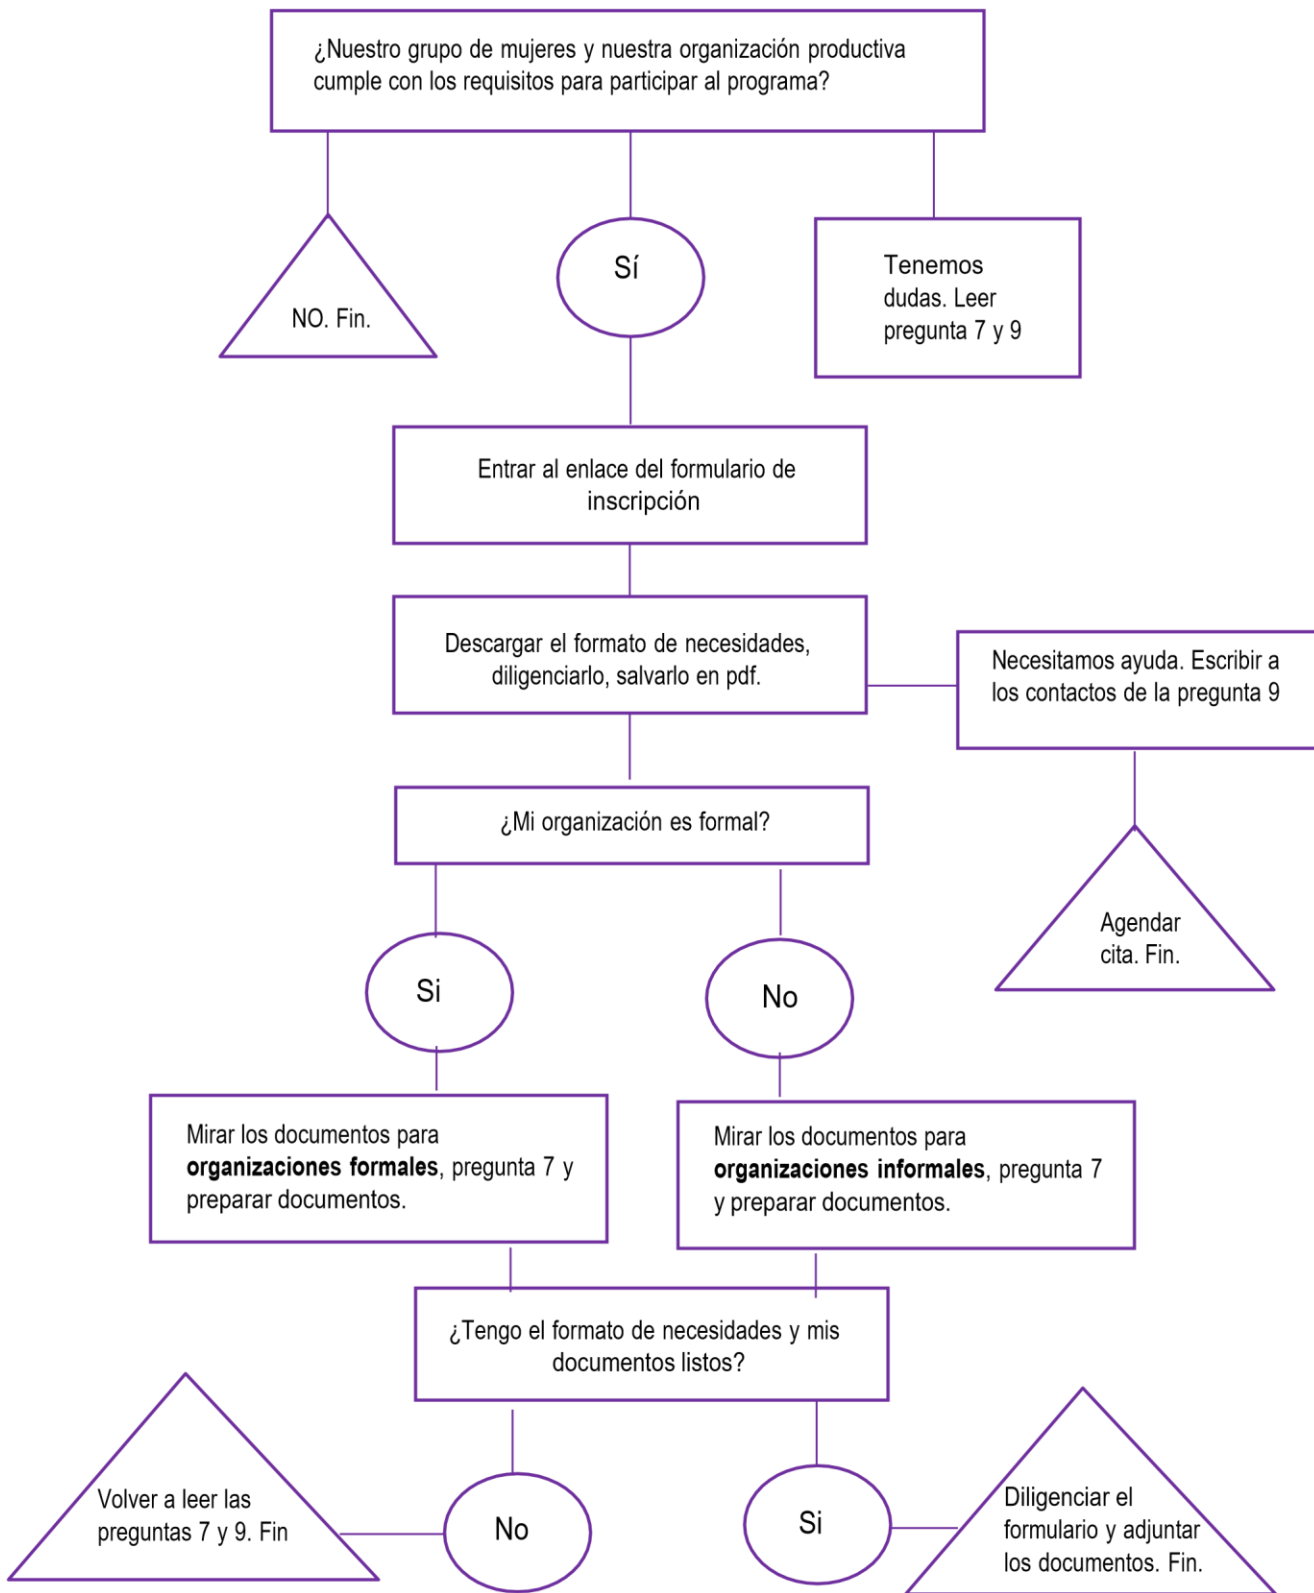 ¿Nuestro grupo de mujeres y nuestra organización productiva
cumple con los requisitos para participar al programa?
NO. Fin.
Sí
Tenemos
dudas. Leer
pregunta 7 y 9
Entrar al enlace del formulario de
inscripción
Descargar el formato de necesidades,
diligenciarlo, salvarlo en pdf.
Necesitamos ayuda. Escribir a
los contactos de la pregunta 9
¿Mi organización es formal?
Agendar
cita. Fin.
Si
No
Mirar los documentos para
organizaciones formales, pregunta 7 y
preparar documentos.
Mirar los documentos para
organizaciones informales, pregunta 7
y preparar documentos.
¿Tengo el formato de necesidades y mis
documentos listos?
Volver a leer las
preguntas 7 y 9. Fin
No
Si
Diligenciar el
formulario y adjuntar
los documentos. Fin.